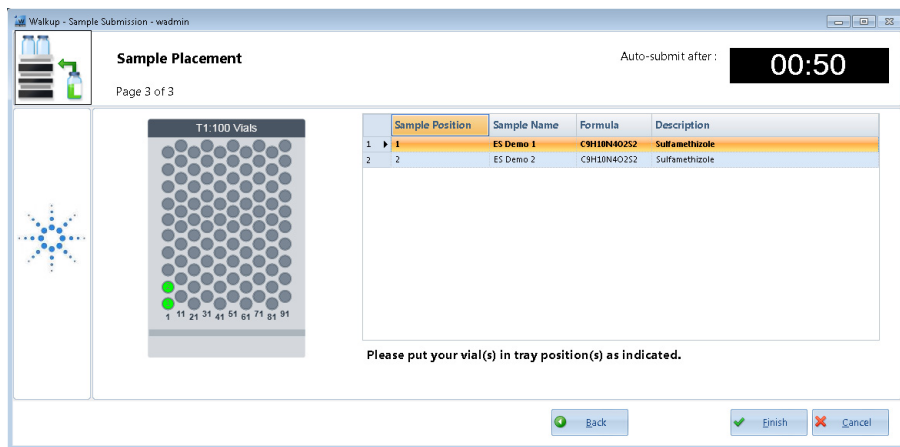 Walkup - Sample Submission - wadmin
Sample Placement
Page 3 of 3
Auto-submit after :
00:50
T1:100 Vials
1 11 21 31 41 51 61 71 81 91
Sample Position Sample Name Formula Description
1 1 ES Demo 1 C9H10N4O2S2 Sulfamethizole
2 2 ES Demo 2 C9H10N4O2S2 Sulfamethizole
Please put your vial(s) in tray position(s) as indicated.
Back
Finish
Cancel